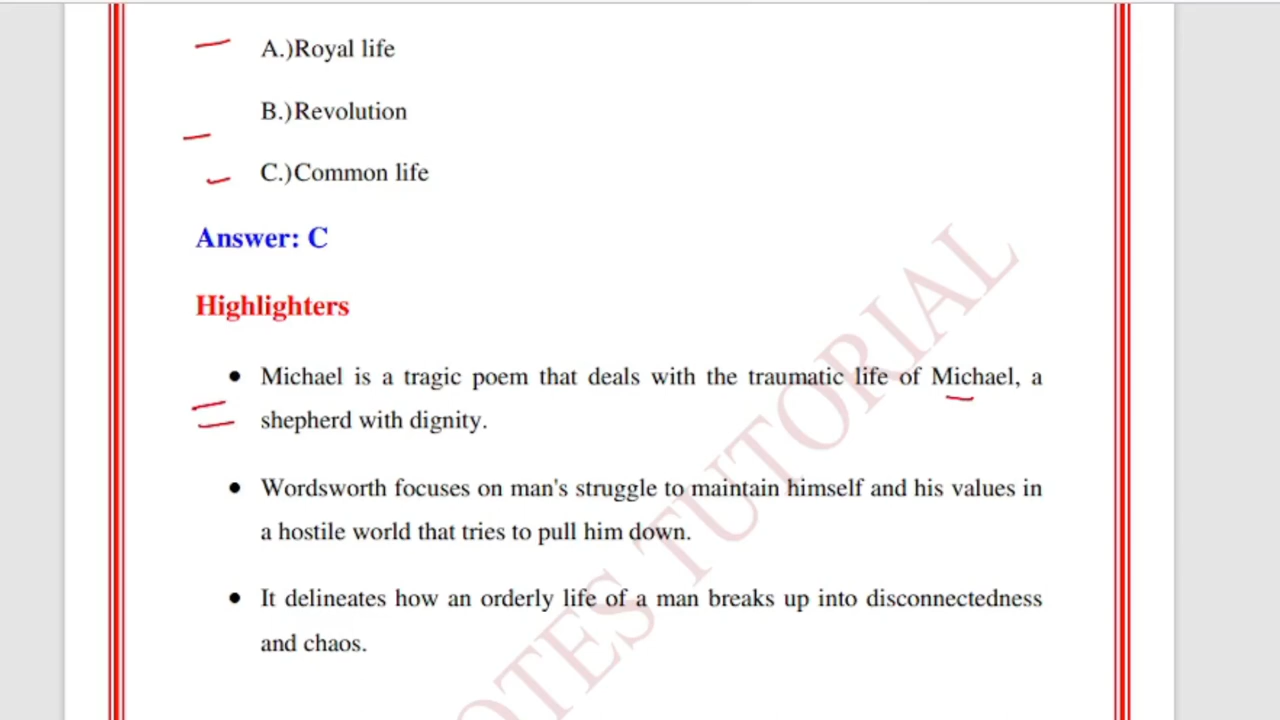 A.)Royal life
B.)Revolution
C.)Common life
Answer: C
Highlighters
● Michael is a tragic poem that deals with the traumatic life of Michael, a
shepherd with dignity.
● Wordsworth focuses on man's struggle to maintain himself and his values in
a hostile world that tries to pull him down.
● It delineates how an orderly life of a man breaks up into disconnectedness
and chaos.
OTES TUTORIAL